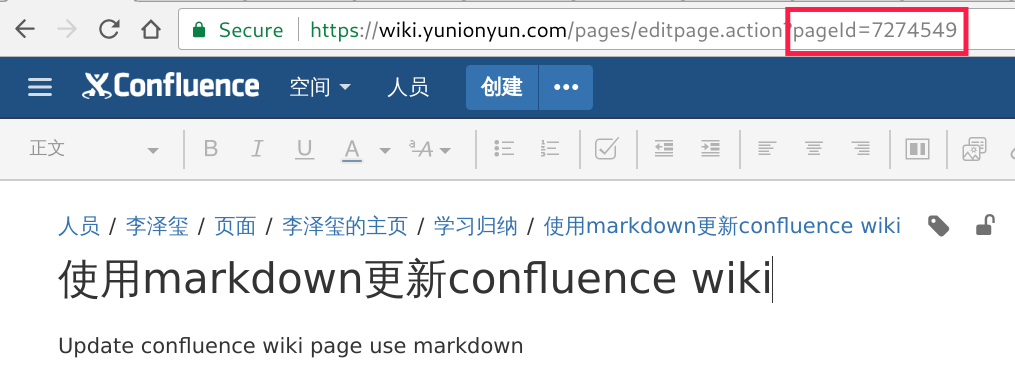 Secure https://wiki.yunionyun.com/pages/editpage.action?pageId=7274549
Confluence 空间 人员 创建 •••
正文 B I U A ªA
人员 / 李泽玺 / 页面 / 李泽玺的主页 / 学习归纳 / 使用markdown更新confluence wiki
使用markdown更新confluence wiki
Update confluence wiki page use markdown